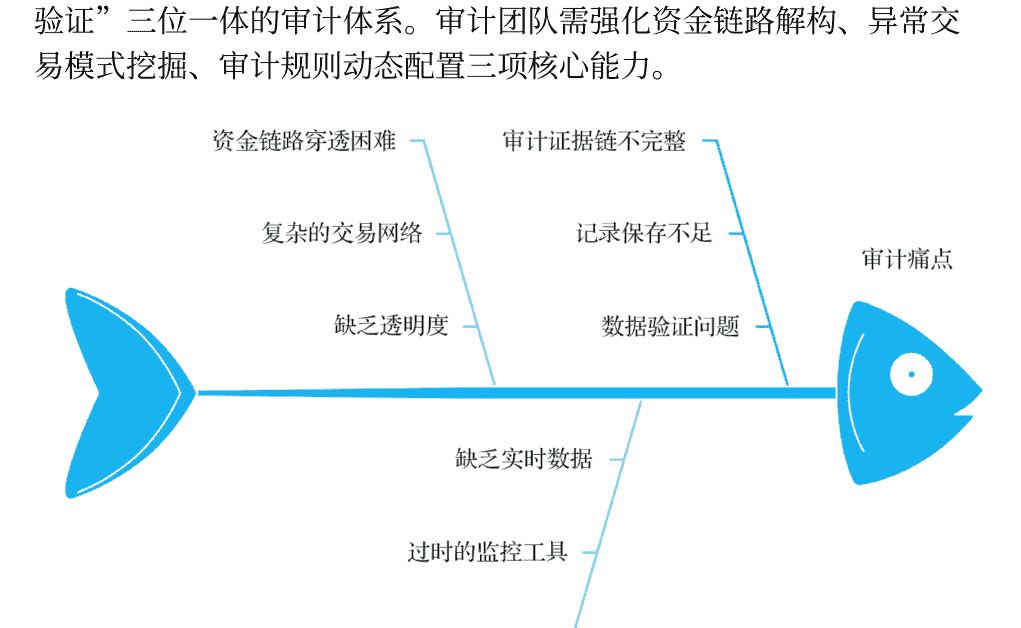 验证”三位一体的审计体系。审计团队需强化资金链路解构、异常交
易模式挖掘、审计规则动态配置三项核心能力。
资金链路穿透困难
复杂的交易网络
缺乏透明度
审计证据链不完整
记录保存不足
数据验证问题
审计痛点
缺乏实时数据
过时的监控工具